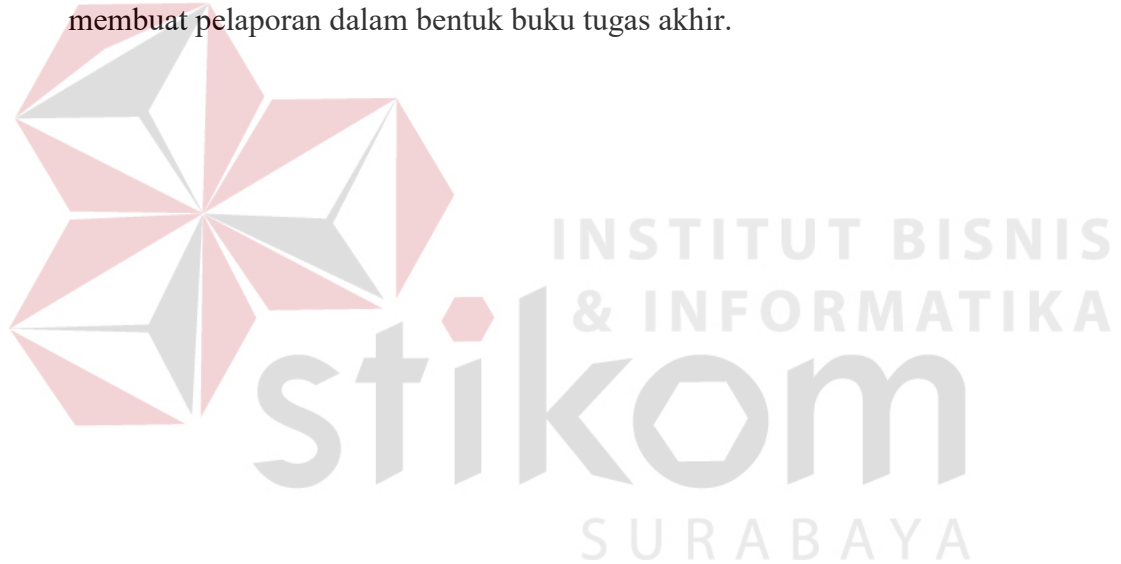 membuat pelaporan dalam bentuk buku tugas akhir.
INSTITUT BISNIS
& INFORMATIKA
stikom
SURABAYA